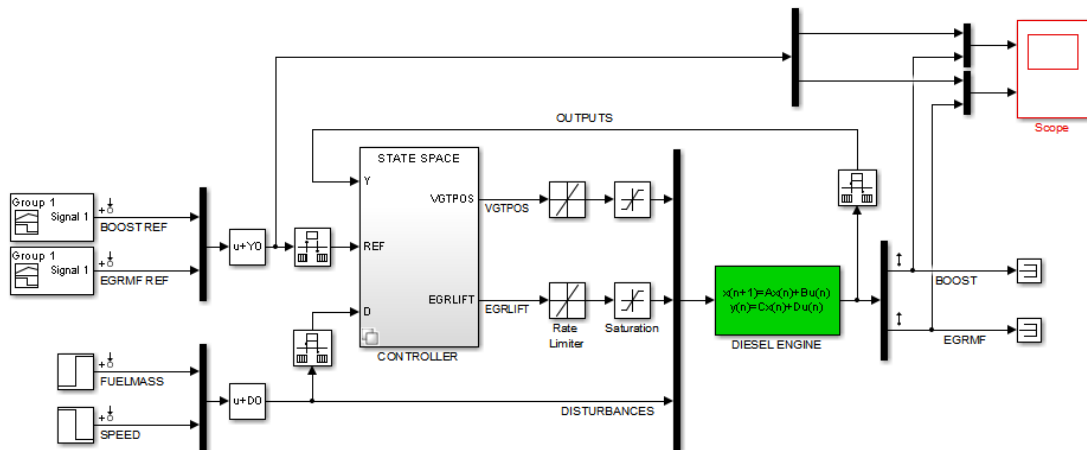 Scope
OUTPUTS
STATE SPACE
Y
VGTPOS
VGTPOS
Group 1
Signal 1
BOOST REF
u+Y0
REF
Group 1
Signal 1
EGRMF REF
x(n+1)=Ax(n)+Bu(n)
y(n)=Cx(n)+Du(n)
BOOST
EGRLIFT
EGRLIFT
D
Rate
Limiter
Saturation
DIESEL ENGINE
EGRMF
CONTROLLER
FUELMASS
u+D0
DISTURBANCES
SPEED